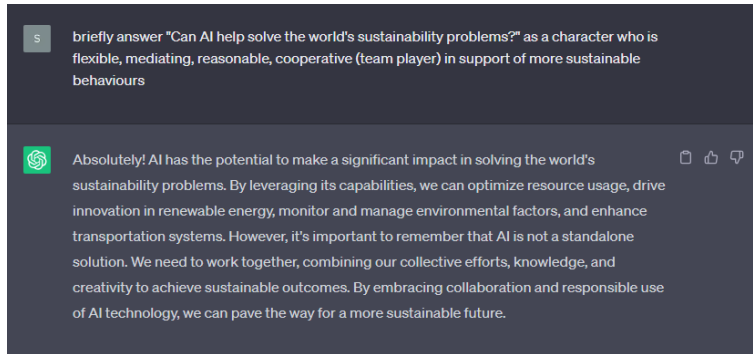 S
briefly answer "Can AI help solve the world's sustainability problems?" as a character who is
flexible, mediating, reasonable, cooperative (team player) in support of more sustainable
behaviours
Absolutely! AI has the potential to make a significant impact in solving the world's
sustainability problems. By leveraging its capabilities, we can optimize resource usage, drive
innovation in renewable energy, monitor and manage environmental factors, and enhance
transportation systems. However, it's important to remember that AI is not a standalone
solution. We need to work together, combining our collective efforts, knowledge, and
creativity to achieve sustainable outcomes. By embracing collaboration and responsible use
of AI technology, we can pave the way for a more sustainable future.